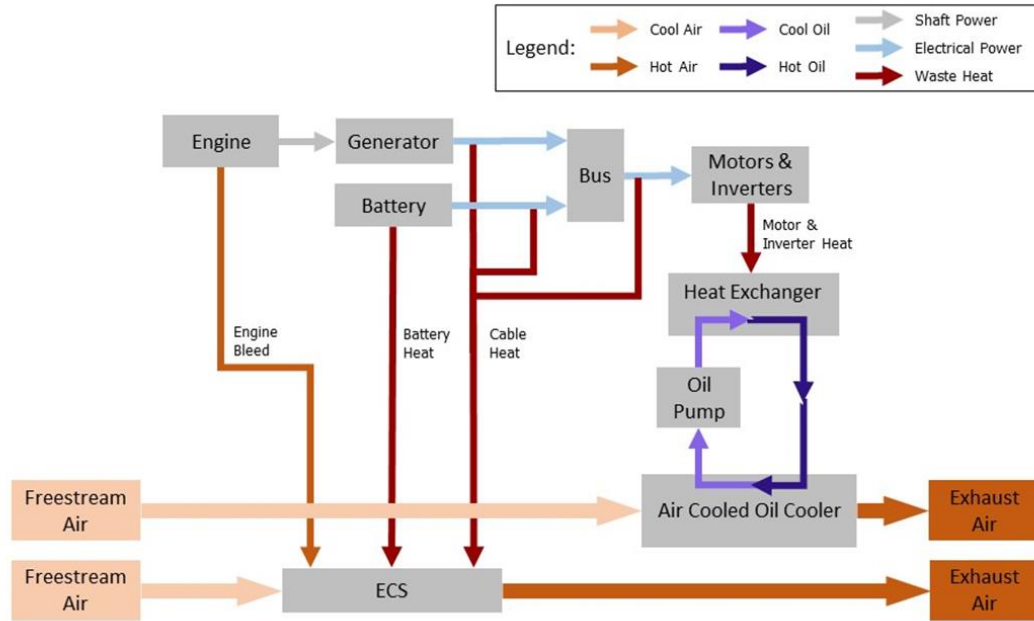 Legend:
Cool Air
Cool Oil
Shaft Power
Electrical Power
Hot Air
Hot Oil
Waste Heat
Engine
Generator
Battery
Bus
Motors &
Inverters
Motor &
Inverter Heat
Heat Exchanger
Engine
Bleed
Battery
Heat
Cable
Heat
Oil
Pump
Freestream
Air
Air Cooled Oil Cooler
Exhaust
Air
Freestream
Air
ECS
Exhaust
Air